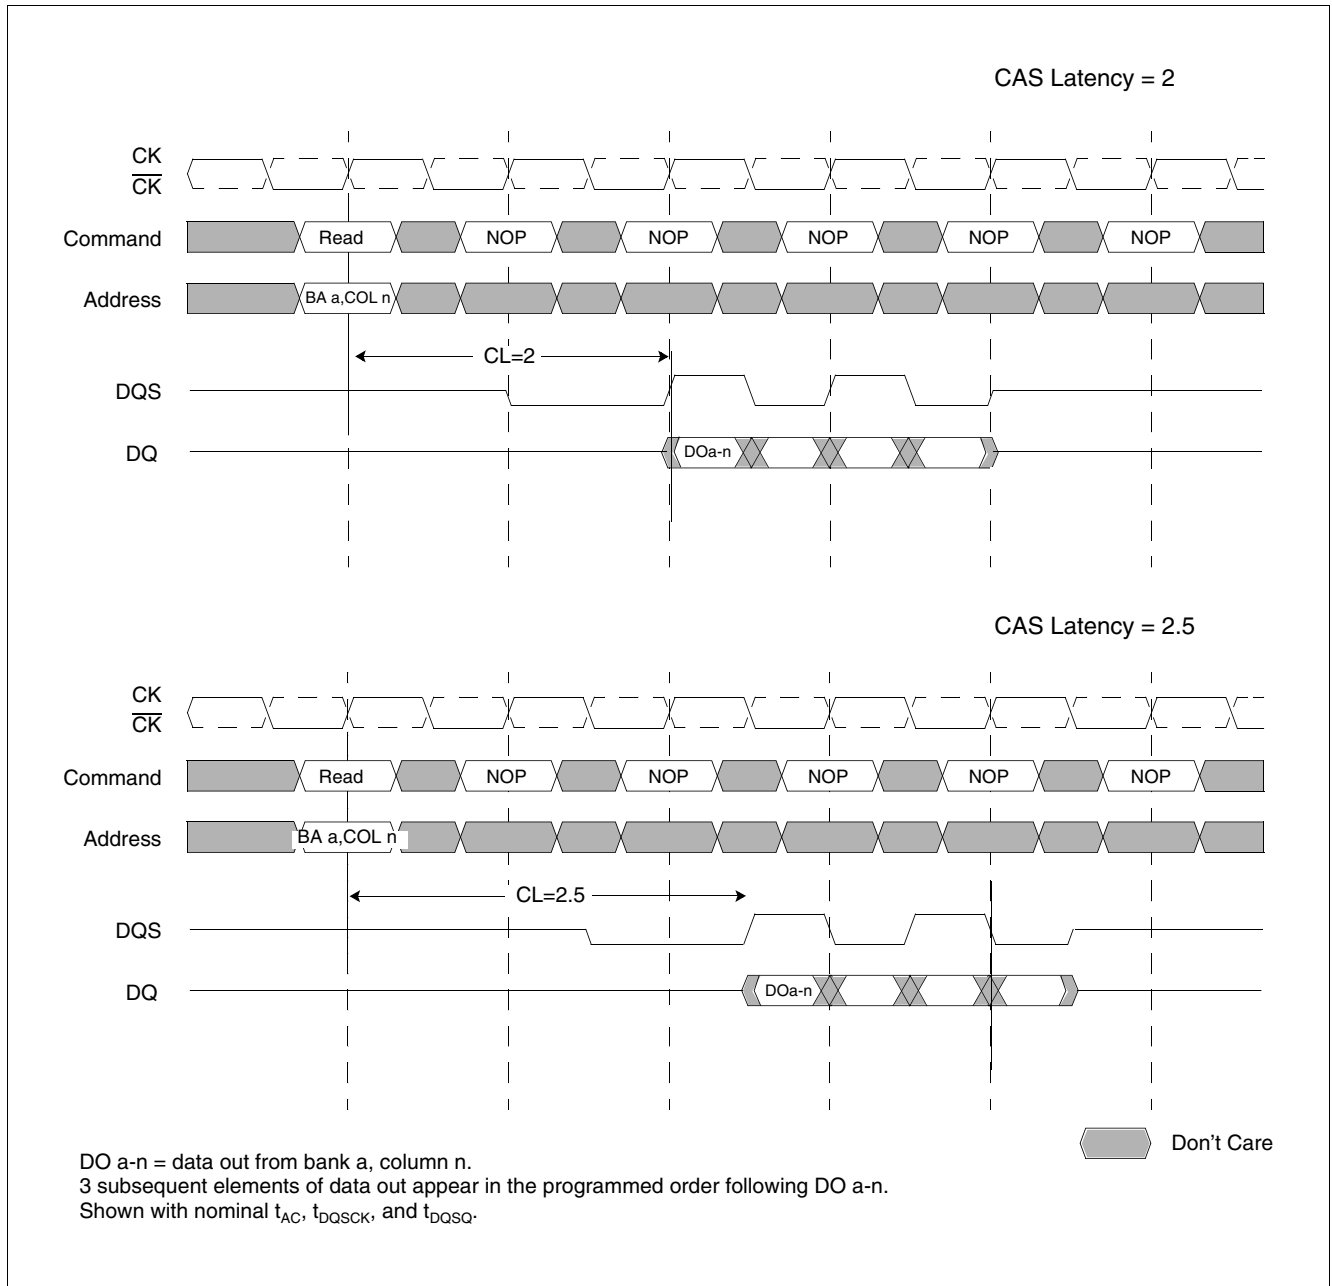 CAS Latency = 2
CK
CK
Command Read NOP NOP NOP NOP NOP
Address BA a,COL n
CL=2
DQS
DQ DOa-n
CAS Latency = 2.5
CK
CK
Command Read NOP NOP NOP NOP NOP
Address BA a,COL n
CL=2.5
DQS
DQ DOa-n
Don't Care
DO a-n = data out from bank a, column n.
3 subsequent elements of data out appear in the programmed order following DO a-n.
Shown with nominal tAC, tDQSCK, and tDQSQ.